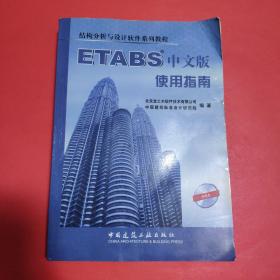 结构分析与设计软件系列教程
ETABS®中文版
使用指南
北京金土木软件技术有限公司
中国建筑标准设计研究院
编著
中国建筑工业出版社
CHINA ARCHITECTURE & BUILDING PRESS